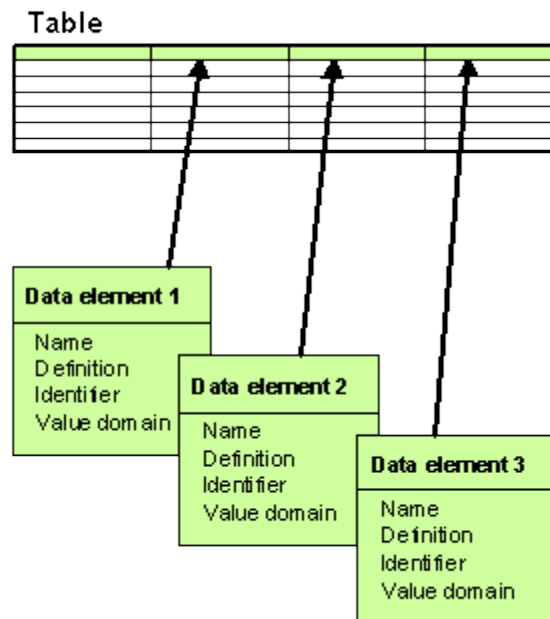 Table
Data element 1
Name
Definition
Identifier
Value domain
Data element 2
Name
Definition
Identifier
Value domain
Data element 3
Name
Definition
Identifier
Value domain